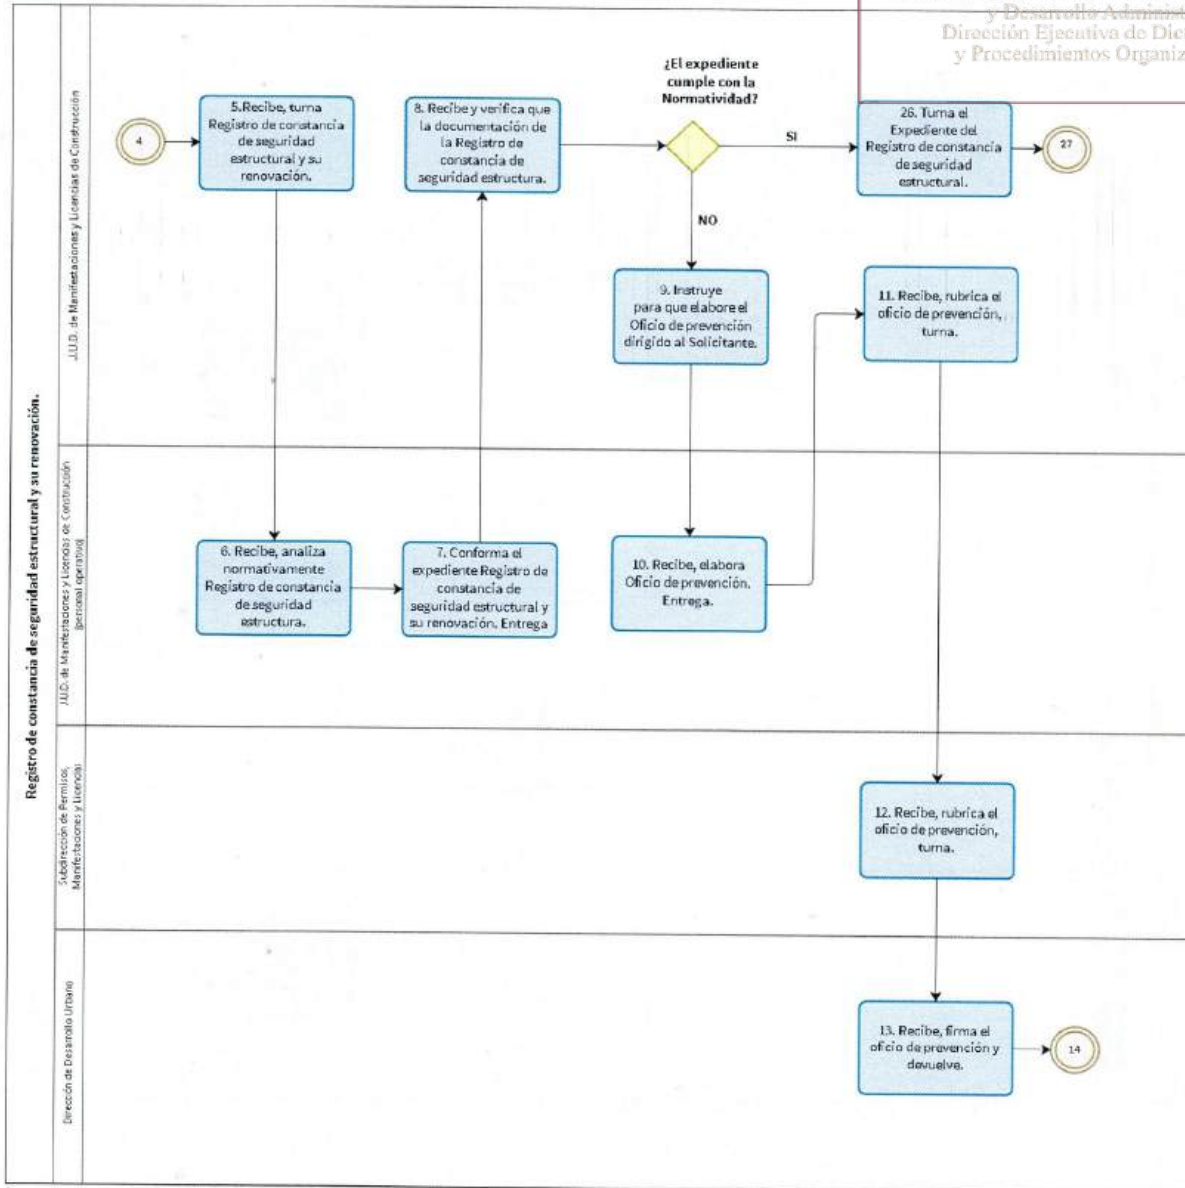 y Desarrollo Administ
Dirección Ejecutiva de Dic
y Procedimientos Organiz
Registro de constancia de seguridad estructural y su renovación.
J.U.D. de Manifestaciones y Licencias de Construcción
4
5.Recibe, turna
Registro de constancia
de seguridad
estructural y su
renovación.
8. Recibe y verifica que
la documentación de
la Registro de
constancia de
seguridad estructura.
¿El expediente
cumple con la
Normatividad?
SI
26. Turna el
Expediente del
Registro de constancia
de seguridad
estructural.
27
NO
9. Instruye
para que elabore el
Oficio de prevención
dirigido al Solicitante.
11. Recibe, rubrica el
oficio de prevención,
turna.
J.U.D. de Manifestaciones y Licencias de Construcción
(personal operativo)
6. Recibe, analiza
normativamente
Registro de constancia
de seguridad
estructura.
7. Conforma el
expediente Registro de
constancia de
seguridad estructural y
su renovación. Entrega
10. Recibe, elabora
Oficio de prevención.
Entrega.
Subdirección de Permisos,
Manifestaciones y Licencias
12. Recibe, rubrica el
oficio de prevención,
turna.
Dirección de Desarrollo Urbano
13. Recibe, firma el
oficio de prevención y
devuelve.
14